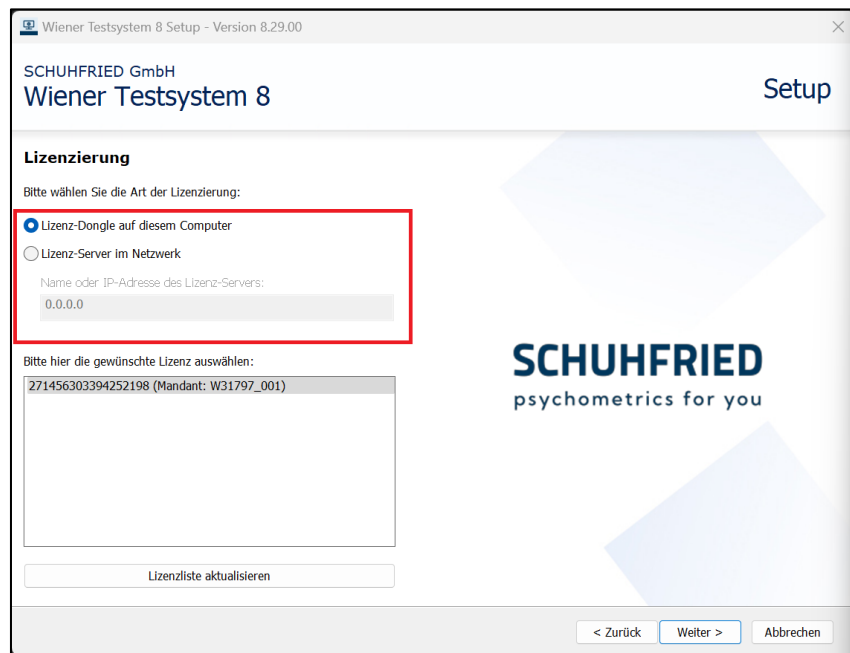 Wiener Testsystem 8 Setup - Version 8.29.00
SCHUHFRIED GmbH
Wiener Testsystem 8
Setup
Lizenzierung
Bitte wählen Sie die Art der Lizenzierung:
Lizenz-Dongle auf diesem Computer
Lizenz-Server im Netzwerk
Name oder IP-Adresse des Lizenz-Servers:
0.0.0.0
Bitte hier die gewünschte Lizenz auswählen:
271456303394252198 (Mandant: W31797_001)
SCHUHFRIED
psychometrics for you
Lizenzliste aktualisieren
< Zurück
Weiter >
Abbrechen